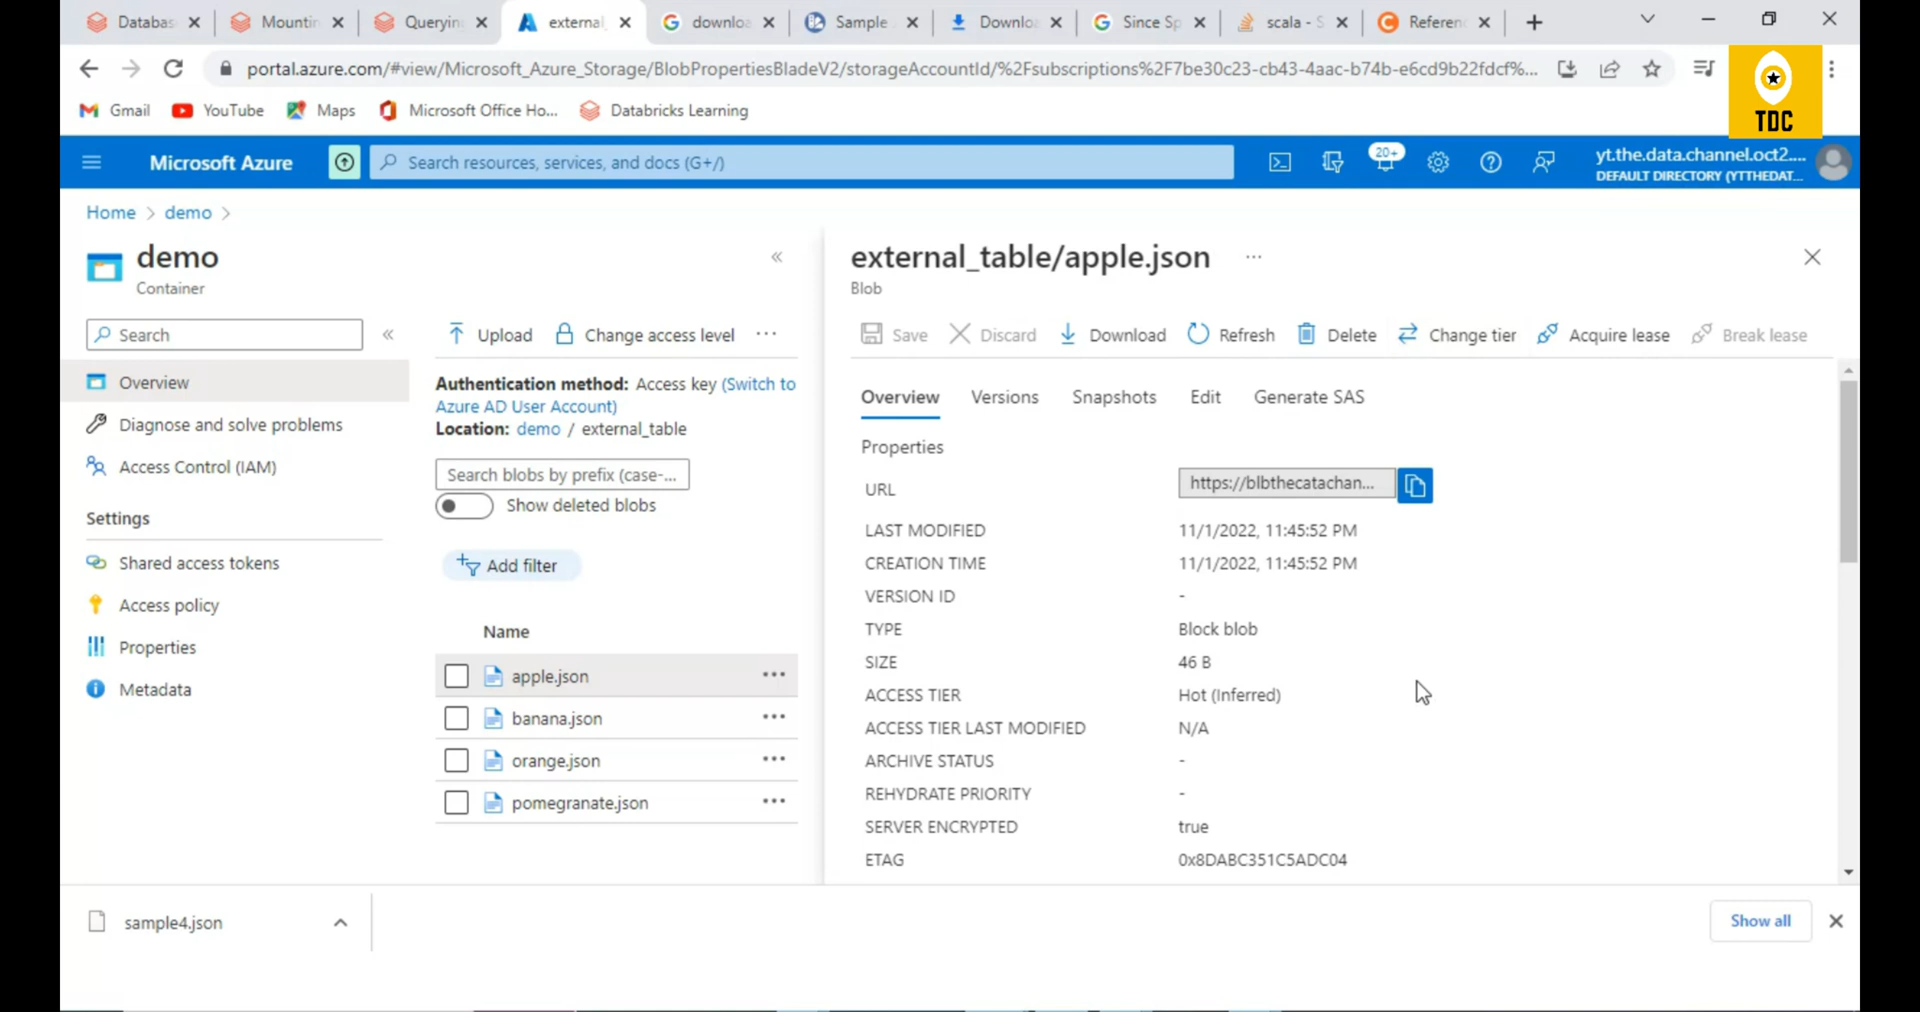 Databas
Mountin
Querying
external_
downloa
Sample
Downloa
Since Sp
scala - S
Referen
portal.azure.com/#view/Microsoft_Azure_Storage/BlobPropertiesBladeV2/storageAccountId/%2Fsubscriptions%2F7be30c23-cb43-4aac-b74b-e6cd9b22fdcf%...
Gmail
YouTube
Maps
Microsoft Office Ho...
Databricks Learning
TDC
Microsoft Azure
Search resources, services, and docs (G+/)
20+
yt.the.data.channel.oct2....
DEFAULT DIRECTORY (YTTHEDAT...
Home > demo >
demo
Container
Search
Overview
Diagnose and solve problems
Access Control (IAM)
Settings
Shared access tokens
Access policy
Properties
Metadata
Upload
Change access level
Authentication method: Access key (Switch to
Azure AD User Account)
Location: demo / external_table
Search blobs by prefix (case-...
Show deleted blobs
Add filter
Name
apple.json
banana.json
orange.json
pomegranate.json
external_table/apple.json
Blob
Save
Discard
Download
Refresh
Delete
Change tier
Acquire lease
Break lease
Overview
Versions
Snapshots
Edit
Generate SAS
Properties
URL https://blbthecatachan...
LAST MODIFIED 11/1/2022, 11:45:52 PM
CREATION TIME 11/1/2022, 11:45:52 PM
VERSION ID -
TYPE Block blob
SIZE 46 B
ACCESS TIER Hot (Inferred)
ACCESS TIER LAST MODIFIED N/A
ARCHIVE STATUS -
REHYDRATE PRIORITY -
SERVER ENCRYPTED true
ETAG 0x8DABC351C5ADC04
sample4.json
Show all